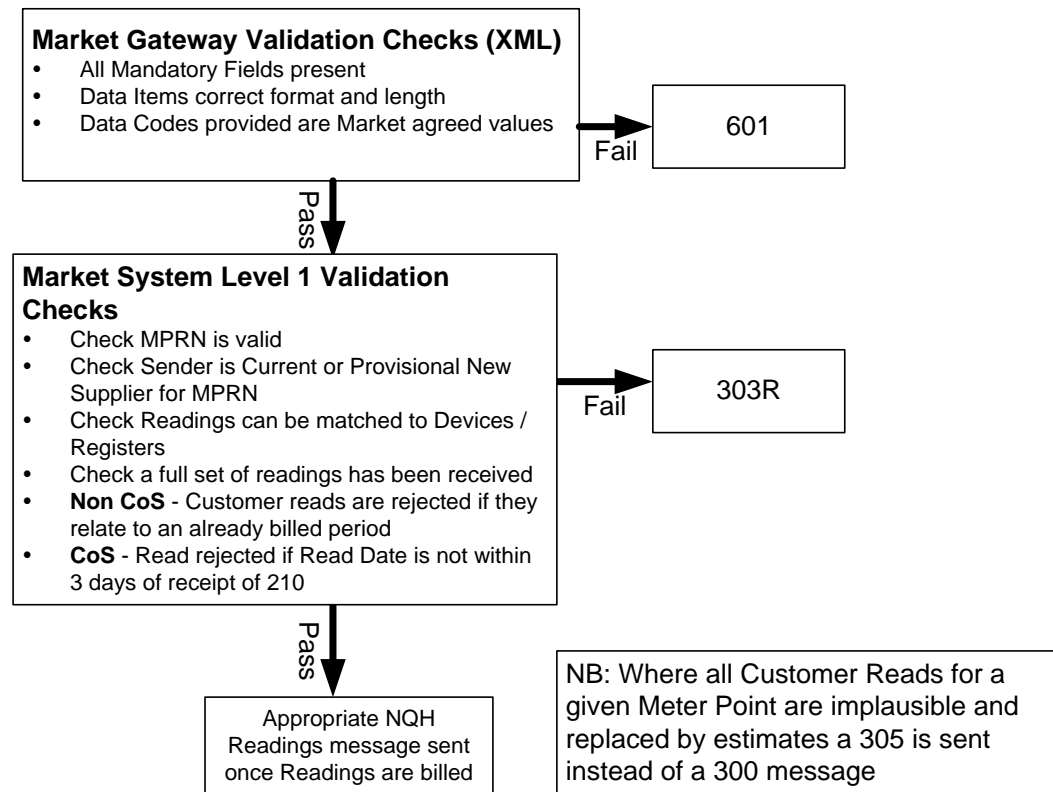 Market Gateway Validation Checks (XML)
• All Mandatory Fields present
• Data Items correct format and length
• Data Codes provided are Market agreed values
Fail
601
Pass
Market System Level 1 Validation
Checks
• Check MPRN is valid
• Check Sender is Current or Provisional New
Supplier for MPRN
• Check Readings can be matched to Devices /
Registers
• Check a full set of readings has been received
• Non CoS - Customer reads are rejected if they
relate to an already billed period
• CoS - Read rejected if Read Date is not within
3 days of receipt of 210
Fail
303R
Pass
Appropriate NQH
Readings message sent
once Readings are billed
NB: Where all Customer Reads for a
given Meter Point are implausible and
replaced by estimates a 305 is sent
instead of a 300 message